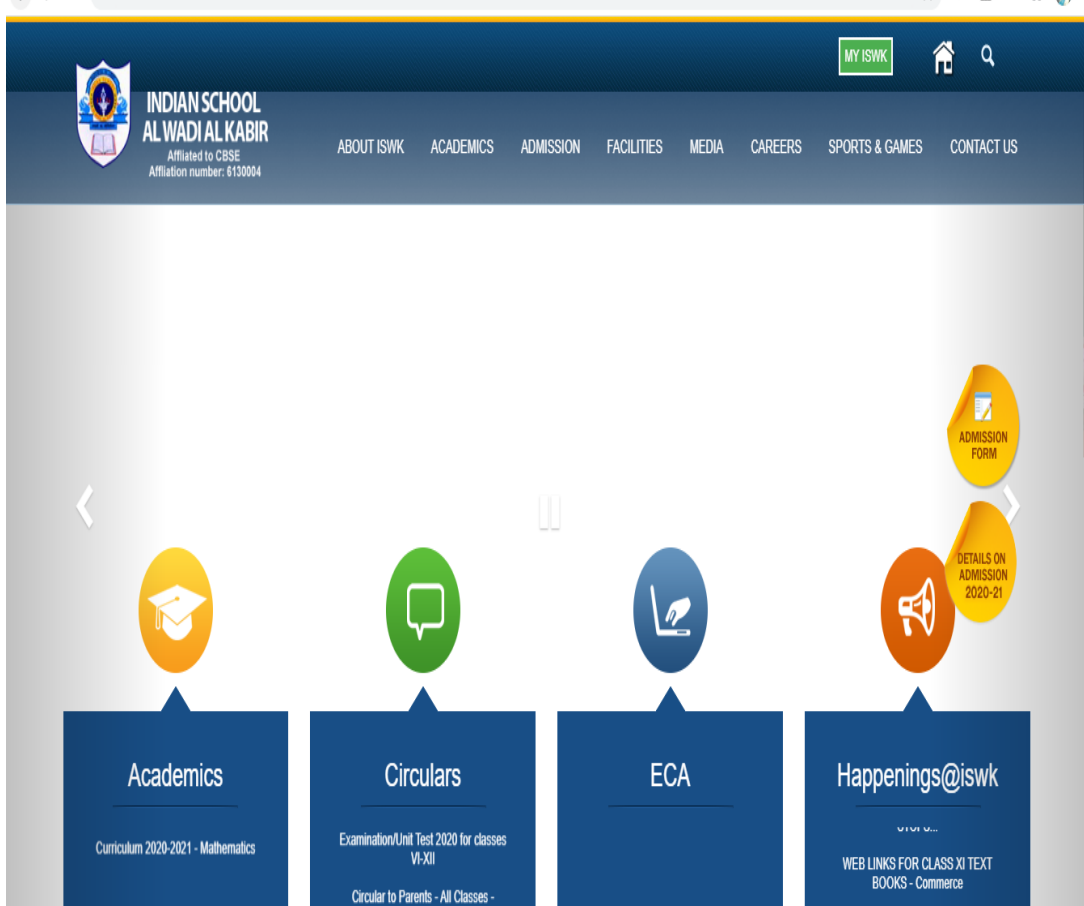 MY ISWK
INDIAN SCHOOL
AL WADI AL KABIR
Affliated to CBSE
Affliation number: 6130004
ABOUT ISWK ACADEMICS ADMISSION FACILITIES MEDIA CAREERS SPORTS & GAMES CONTACT US
ADMISSION
FORM
DETAILS ON
ADMISSION
2020-21
Academics
Curriculum 2020-2021 - Mathematics
Circulars
Examination/Unit Test 2020 for classes
VI-XII
Circular to Parents - All Classes -
ECA
Happenings@iswk
WEB LINKS FOR CLASS XI TEXT
BOOKS - Commerce